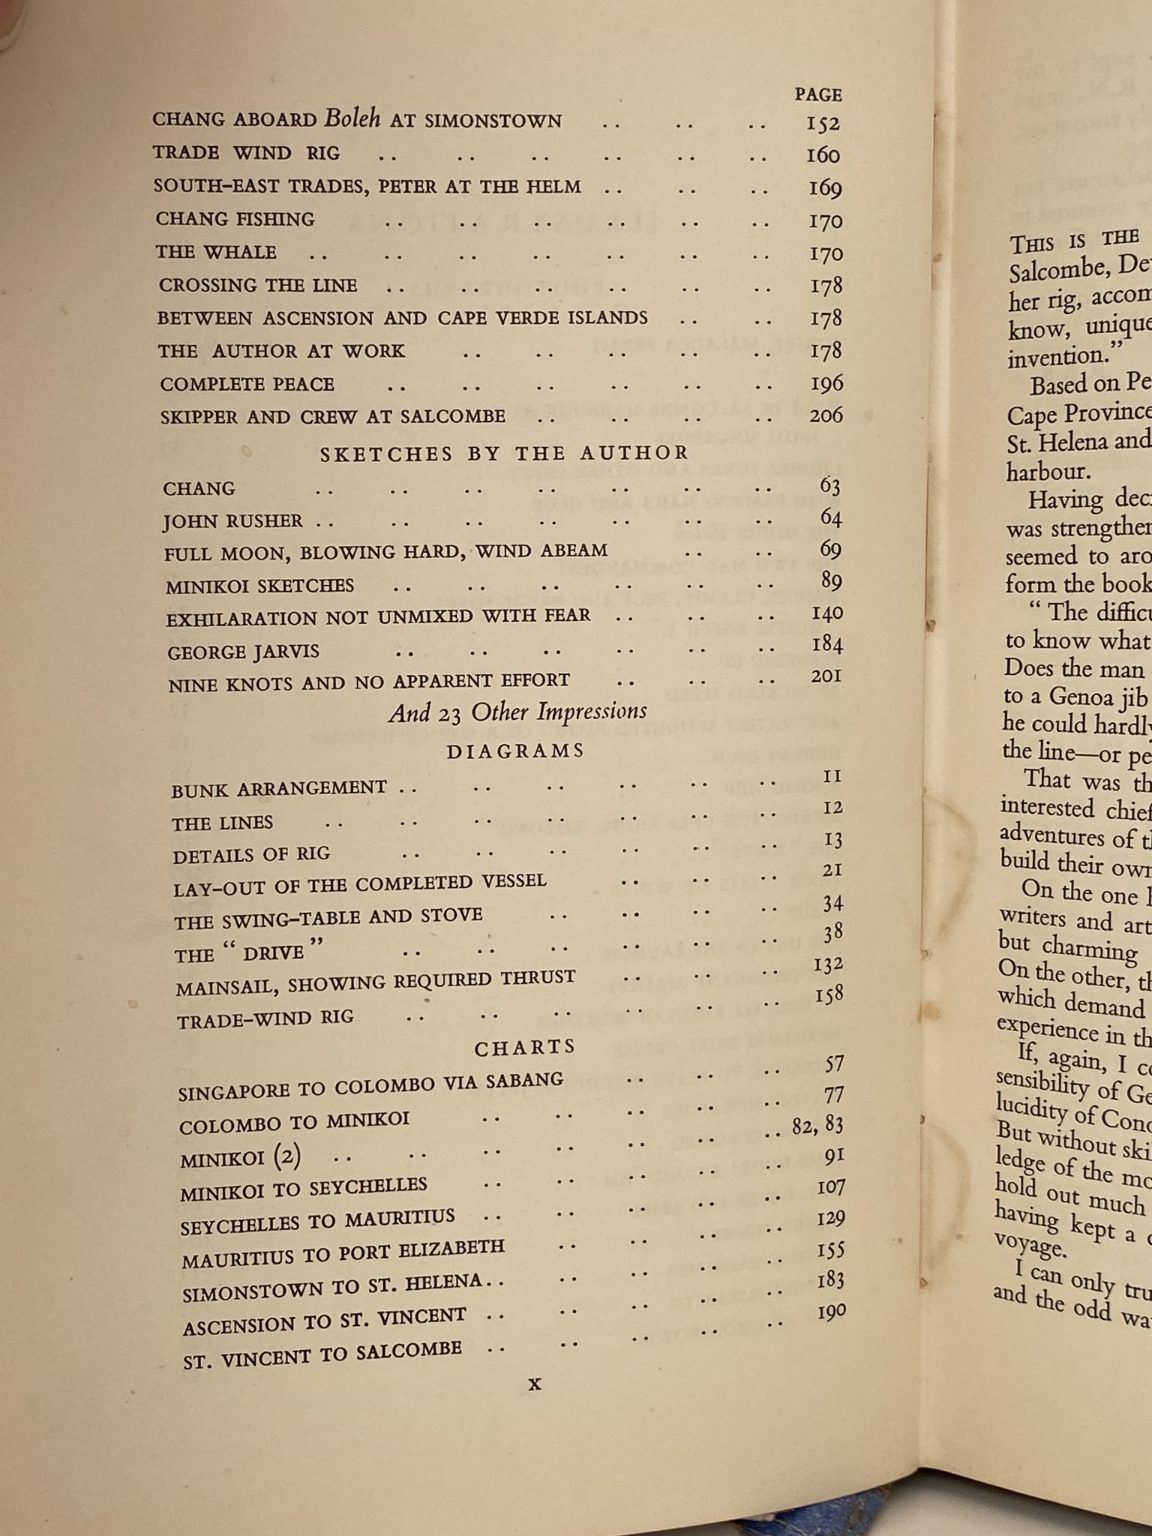 PAGE
CHANG ABOARD Boleh AT SIMONSTOWN .. .. .. 152
TRADE WIND RIG .. .. .. .. .. .. 160
SOUTH-EAST TRADES, PETER AT THE HELM .. .. .. 169
CHANG FISHING .. .. .. .. .. .. 170
THE WHALE .. .. .. .. .. .. .. 170
CROSSING THE LINE .. .. .. .. .. .. 178
BETWEEN ASCENSION AND CAPE VERDE ISLANDS .. .. 178
THE AUTHOR AT WORK .. .. .. .. .. 178
COMPLETE PEACE .. .. .. .. .. .. 196
SKIPPER AND CREW AT SALCOMBE .. .. .. .. 206
SKETCHES BY THE AUTHOR
CHANG .. .. .. .. .. .. .. 63
JOHN RUSHER .. .. .. .. .. .. .. 64
FULL MOON, BLOWING HARD, WIND ABEAM .. .. 69
MINIKOI SKETCHES .. .. .. .. .. .. 89
EXHILARATION NOT UNMIXED WITH FEAR .. .. .. 140
GEORGE JARVIS .. .. .. .. .. .. 184
NINE KNOTS AND NO APPARENT EFFORT .. .. .. 201
And 23 Other Impressions
DIAGRAMS
BUNK ARRANGEMENT .. .. .. .. .. .. 11
THE LINES .. .. .. .. .. .. .. 12
DETAILS OF RIG .. .. .. .. .. .. 13
LAY-OUT OF THE COMPLETED VESSEL .. .. .. 21
THE SWING-TABLE AND STOVE .. .. .. .. 34
THE “ DRIVE ” .. .. .. .. .. .. 38
MAINSAIL, SHOWING REQUIRED THRUST .. .. .. 132
TRADE-WIND RIG .. .. .. .. .. .. 158
CHARTS
SINGAPORE TO COLOMBO VIA SABANG .. .. .. 57
COLOMBO TO MINIKOI .. .. .. .. .. 77
MINIKOI (2) .. .. .. .. .. .. .. 82, 83
MINIKOI TO SEYCHELLES .. .. .. .. .. 91
SEYCHELLES TO MAURITIUS .. .. .. .. .. 107
MAURITIUS TO PORT ELIZABETH .. .. .. .. 129
SIMONSTOWN TO ST. HELENA .. .. .. .. .. 155
ASCENSION TO ST. VINCENT .. .. .. .. .. 183
ST. VINCENT TO SALCOMBE .. .. .. .. .. 190
x
THIS IS THE
Salcombe, De
her rig, accom
know, unique
invention.”
Based on Pe
Cape Province
St. Helena and
harbour.
Having deci
was strengthen
seemed to aro
form the book
“ The difficu
to know what
Does the man
to a Genoa jib
he could hardly
the line—or pe
That was th
interested chief
adventures of th
build their own
On the one h
writers and art
but charming
On the other, th
which demand
experience in th
If, again, I co
sensibility of Ge
lucidity of Conc
But without ski
ledge of the mo
hold out much
having kept a
voyage.
I can only tru
and the odd wa